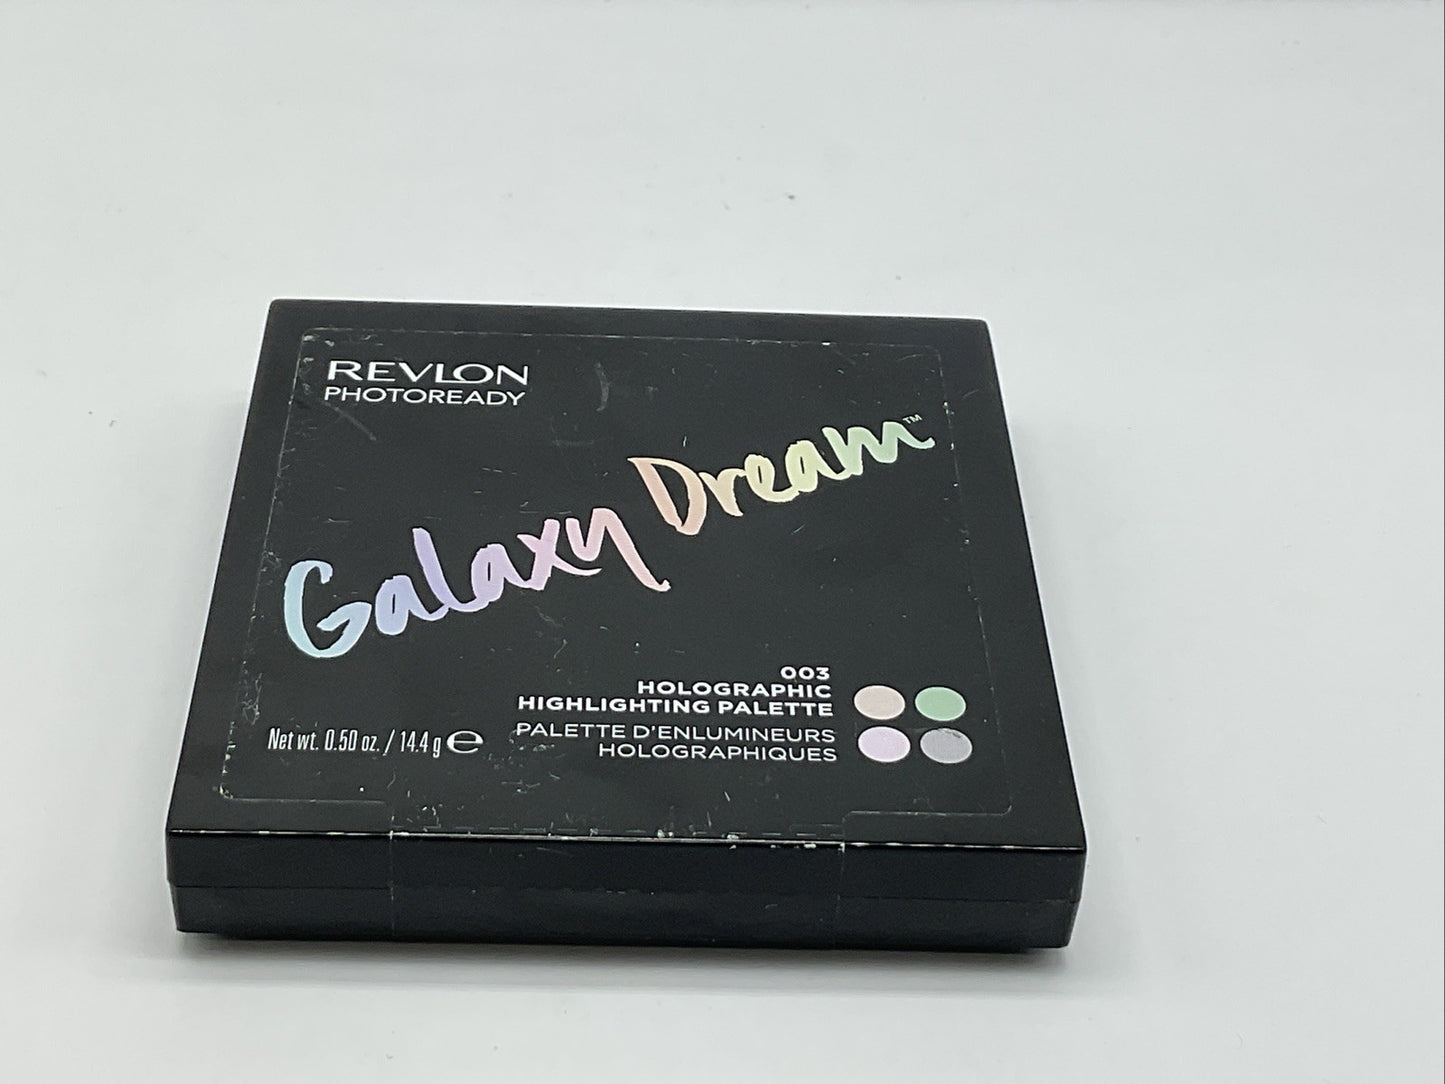 REVLON
PHOTOREADY
Galaxy Dream™
003
HOLOGRAPHIC
HIGHLIGHTING PALETTE
PALETTE D'ENLUMINEURS
HOLOGRAPHIQUES
Net wt. 0.50 oz. / 14.4 g ℮